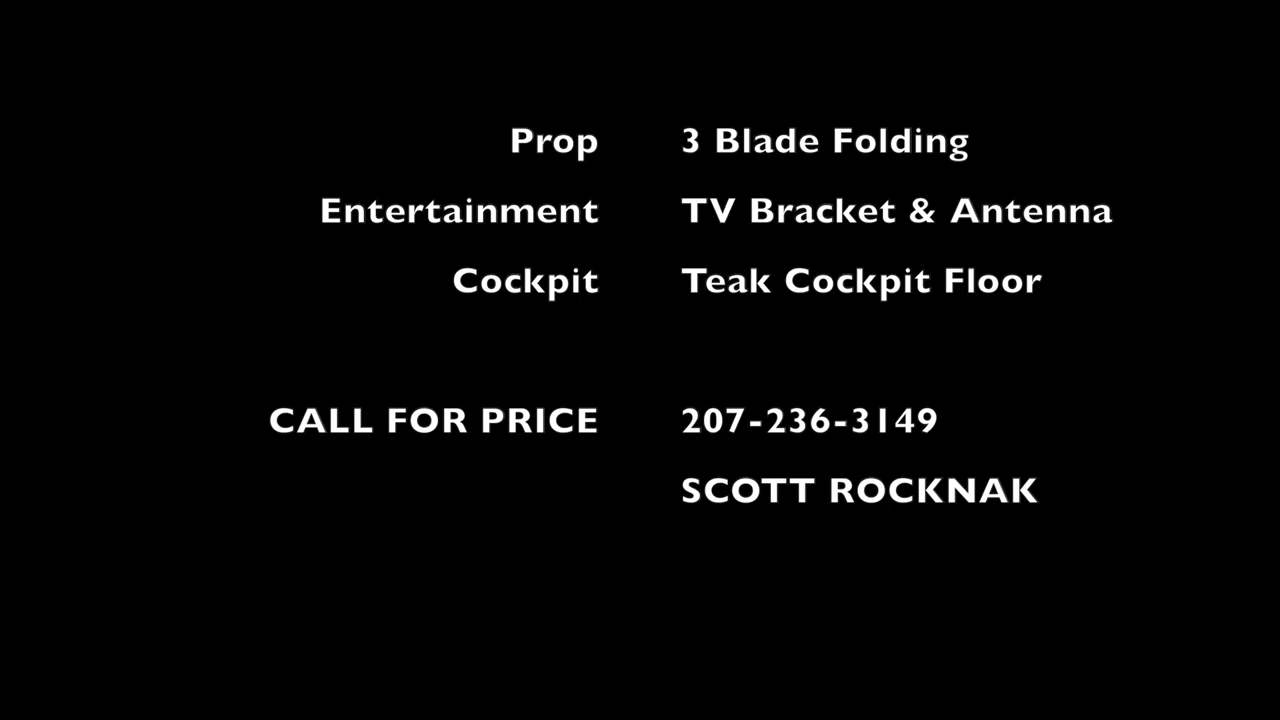 Prop 3 Blade Folding
Entertainment TV Bracket & Antenna
Cockpit Teak Cockpit Floor
CALL FOR PRICE 207-236-3149
SCOTT ROCKNAK